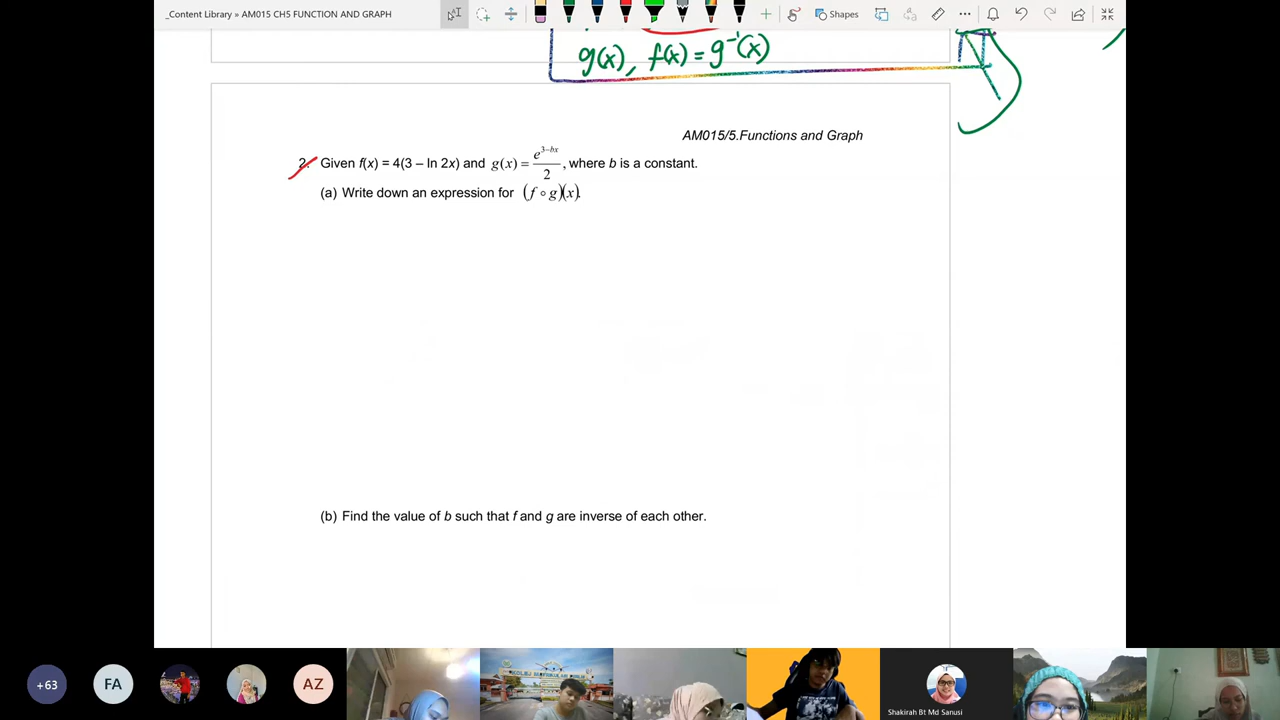 _Content Library » AM015 CH5 FUNCTION AND GRAPH
Shapes
g(x), f(x) = g⁻¹(x)
AM015/5.Functions and Graph
2. Given f(x) = 4(3 – ln 2x) and g(x) = e^(3–bx)/2, where b is a constant.
(a) Write down an expression for (f ∘ g)(x).
(b) Find the value of b such that f and g are inverse of each other.
+63
FA
AZ
Shakirah Bt Md Sanusi